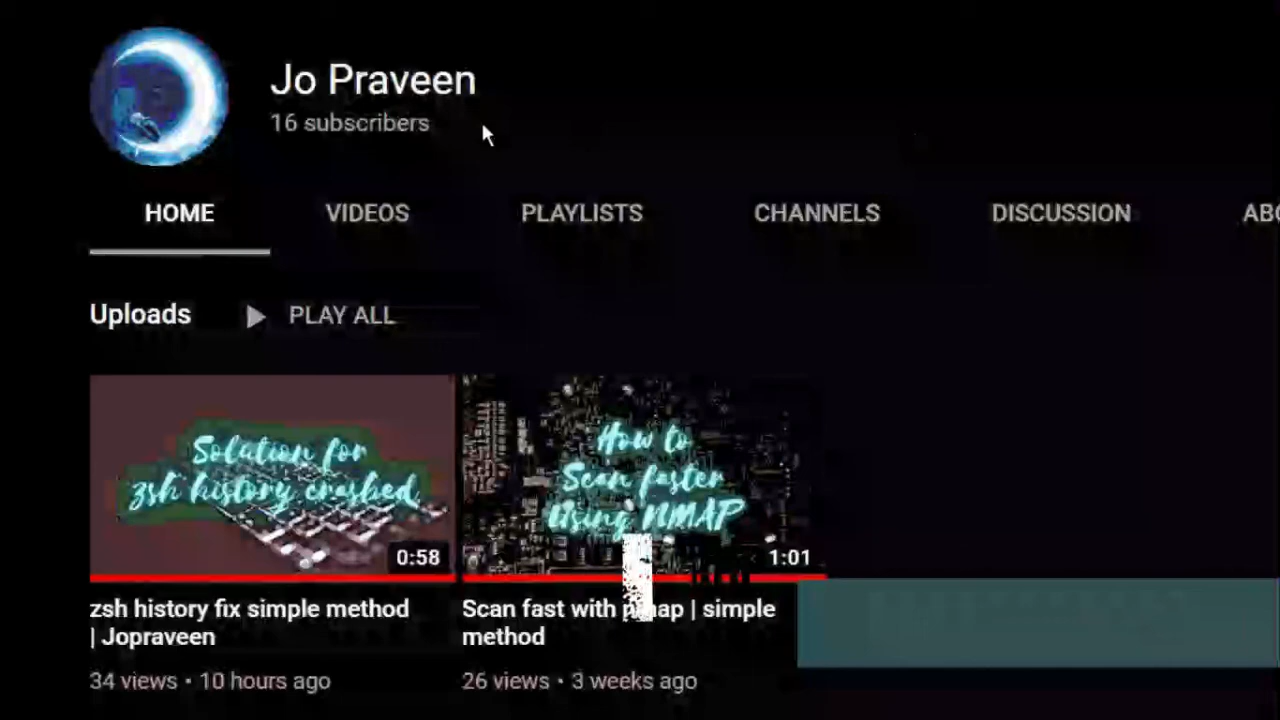 Jo Praveen
16 subscribers
HOME VIDEOS PLAYLISTS CHANNELS DISCUSSION
Uploads PLAY ALL
Solution for
zsh history crashed
0:58
How to
Scan faster
Using NMAP
1:01
zsh history fix simple method
| Jopraveen
34 views • 10 hours ago
Scan fast with nmap | simple
method
26 views • 3 weeks ago